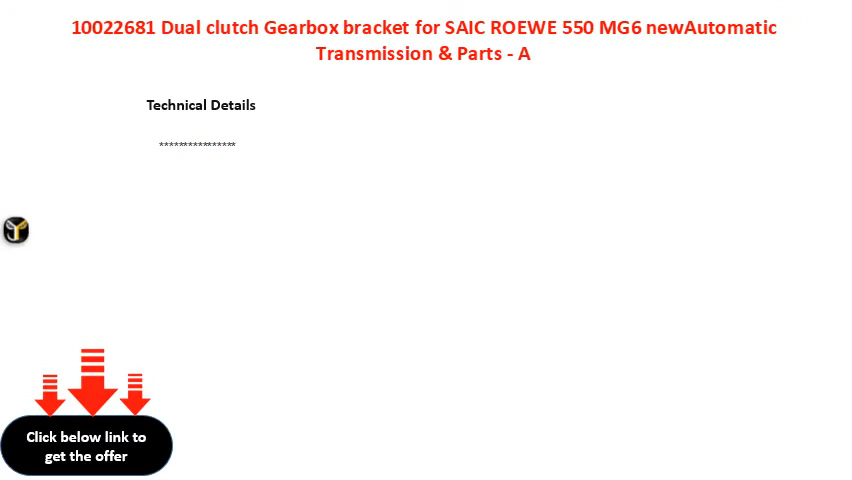 10022681 Dual clutch Gearbox bracket for SAIC ROEWE 550 MG6 newAutomatic
Transmission & Parts - A
Technical Details
****************
Click below link to
get the offer